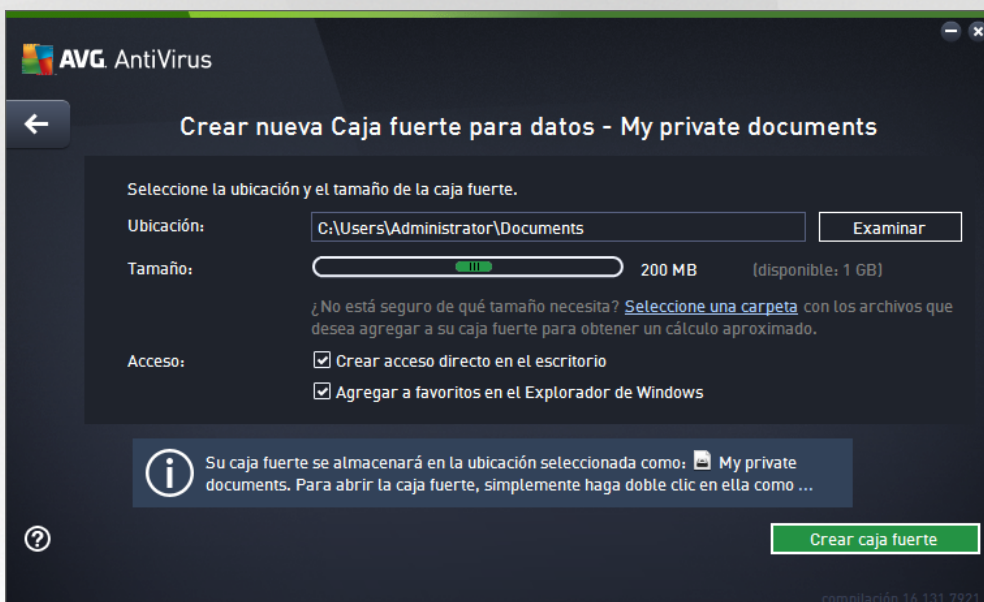 AVG AntiVirus
Crear nueva Caja fuerte para datos - My private documents
Seleccione la ubicación y el tamaño de la caja fuerte.
Ubicación: C:\Users\Administrator\Documents Examinar
Tamaño: 200 MB (disponible: 1 GB)
¿No está seguro de qué tamaño necesita? Seleccione una carpeta con los archivos que
desea agregar a su caja fuerte para obtener un cálculo aproximado.
Acceso: Crear acceso directo en el escritorio
Agregar a favoritos en el Explorador de Windows
Su caja fuerte se almacenará en la ubicación seleccionada como: My private
documents. Para abrir la caja fuerte, simplemente haga doble clic en ella como ...
Crear caja fuerte
compilación 16.131.7921